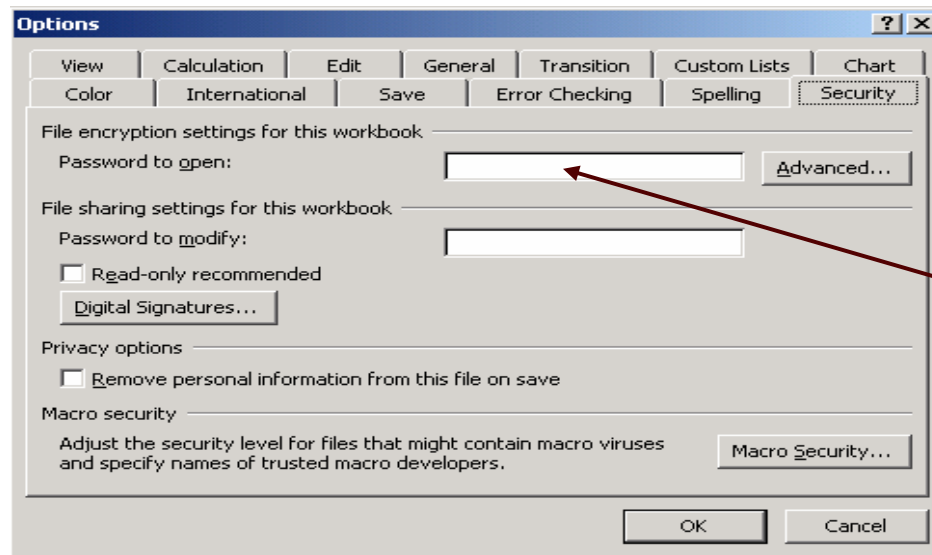 Options
View Calculation Edit General Transition Custom Lists Chart
Color International Save Error Checking Spelling Security
File encryption settings for this workbook
Password to open: Advanced...
File sharing settings for this workbook
Password to modify:
Read-only recommended
Digital Signatures...
Privacy options
Remove personal information from this file on save
Macro security
Adjust the security level for files that might contain macro viruses
and specify names of trusted macro developers. Macro Security...
OK Cancel